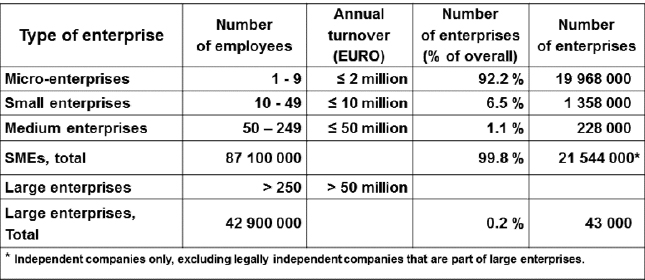 Type of enterprise Number of employees Annual turnover (EURO) Number of enterprises (% of overall) Number of enterprises
Micro-enterprises 1 - 9 ≤ 2 million 92.2 % 19 968 000
Small enterprises 10 - 49 ≤ 10 million 6.5 % 1 358 000
Medium enterprises 50 – 249 ≤ 50 million 1.1 % 228 000
SMEs, total 87 100 000 99.8 % 21 544 000*
Large enterprises > 250 > 50 million
Large enterprises, Total 42 900 000 0.2 % 43 000
* Independent companies only, excluding legally independent companies that are part of large enterprises.